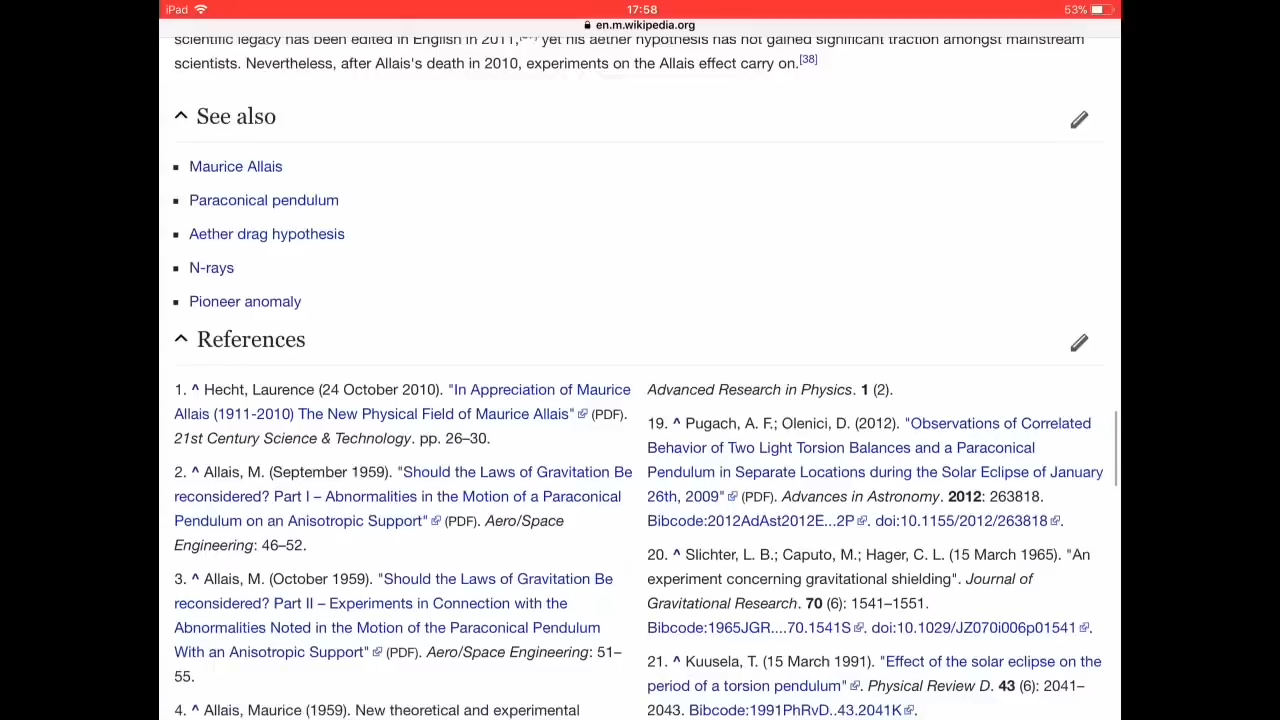 iPad 17:58 53%
en.m.wikipedia.org
scientific legacy has been edited in English in 2011, yet his aether hypothesis has not gained significant traction amongst mainstream
scientists. Nevertheless, after Allais's death in 2010, experiments on the Allais effect carry on.[38]
See also
Maurice Allais
Paraconical pendulum
Aether drag hypothesis
N-rays
Pioneer anomaly
References
1. ^ Hecht, Laurence (24 October 2010). "In Appreciation of Maurice
Allais (1911-2010) The New Physical Field of Maurice Allais" (PDF).
21st Century Science & Technology. pp. 26–30.
2. ^ Allais, M. (September 1959). "Should the Laws of Gravitation Be
reconsidered? Part I – Abnormalities in the Motion of a Paraconical
Pendulum on an Anisotropic Support" (PDF). Aero/Space
Engineering: 46–52.
3. ^ Allais, M. (October 1959). "Should the Laws of Gravitation Be
reconsidered? Part II – Experiments in Connection with the
Abnormalities Noted in the Motion of the Paraconical Pendulum
With an Anisotropic Support" (PDF). Aero/Space Engineering: 51–
55.
4. ^ Allais, Maurice (1959). New theoretical and experimental
Advanced Research in Physics. 1 (2).
19. ^ Pugach, A. F.; Olenici, D. (2012). "Observations of Correlated
Behavior of Two Light Torsion Balances and a Paraconical
Pendulum in Separate Locations during the Solar Eclipse of January
26th, 2009" (PDF). Advances in Astronomy. 2012: 263818.
Bibcode:2012AdAst2012E...2P. doi:10.1155/2012/263818.
20. ^ Slichter, L. B.; Caputo, M.; Hager, C. L. (15 March 1965). "An
experiment concerning gravitational shielding". Journal of
Gravitational Research. 70 (6): 1541–1551.
Bibcode:1965JGR....70.1541S. doi:10.1029/JZ070i006p01541.
21. ^ Kuusela, T. (15 March 1991). "Effect of the solar eclipse on the
period of a torsion pendulum". Physical Review D. 43 (6): 2041–
2043. Bibcode:1991PhRvD..43.2041K.